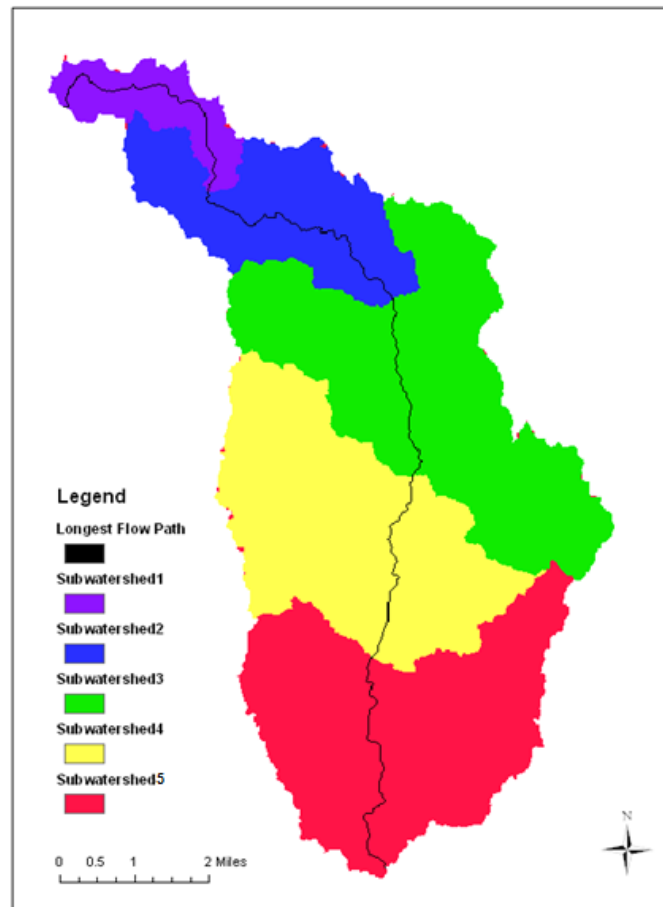 Legend
Longest Flow Path
Subwatershed1
Subwatershed2
Subwatershed3
Subwatershed4
Subwatershed5
0 0.5 1 2 Miles
N